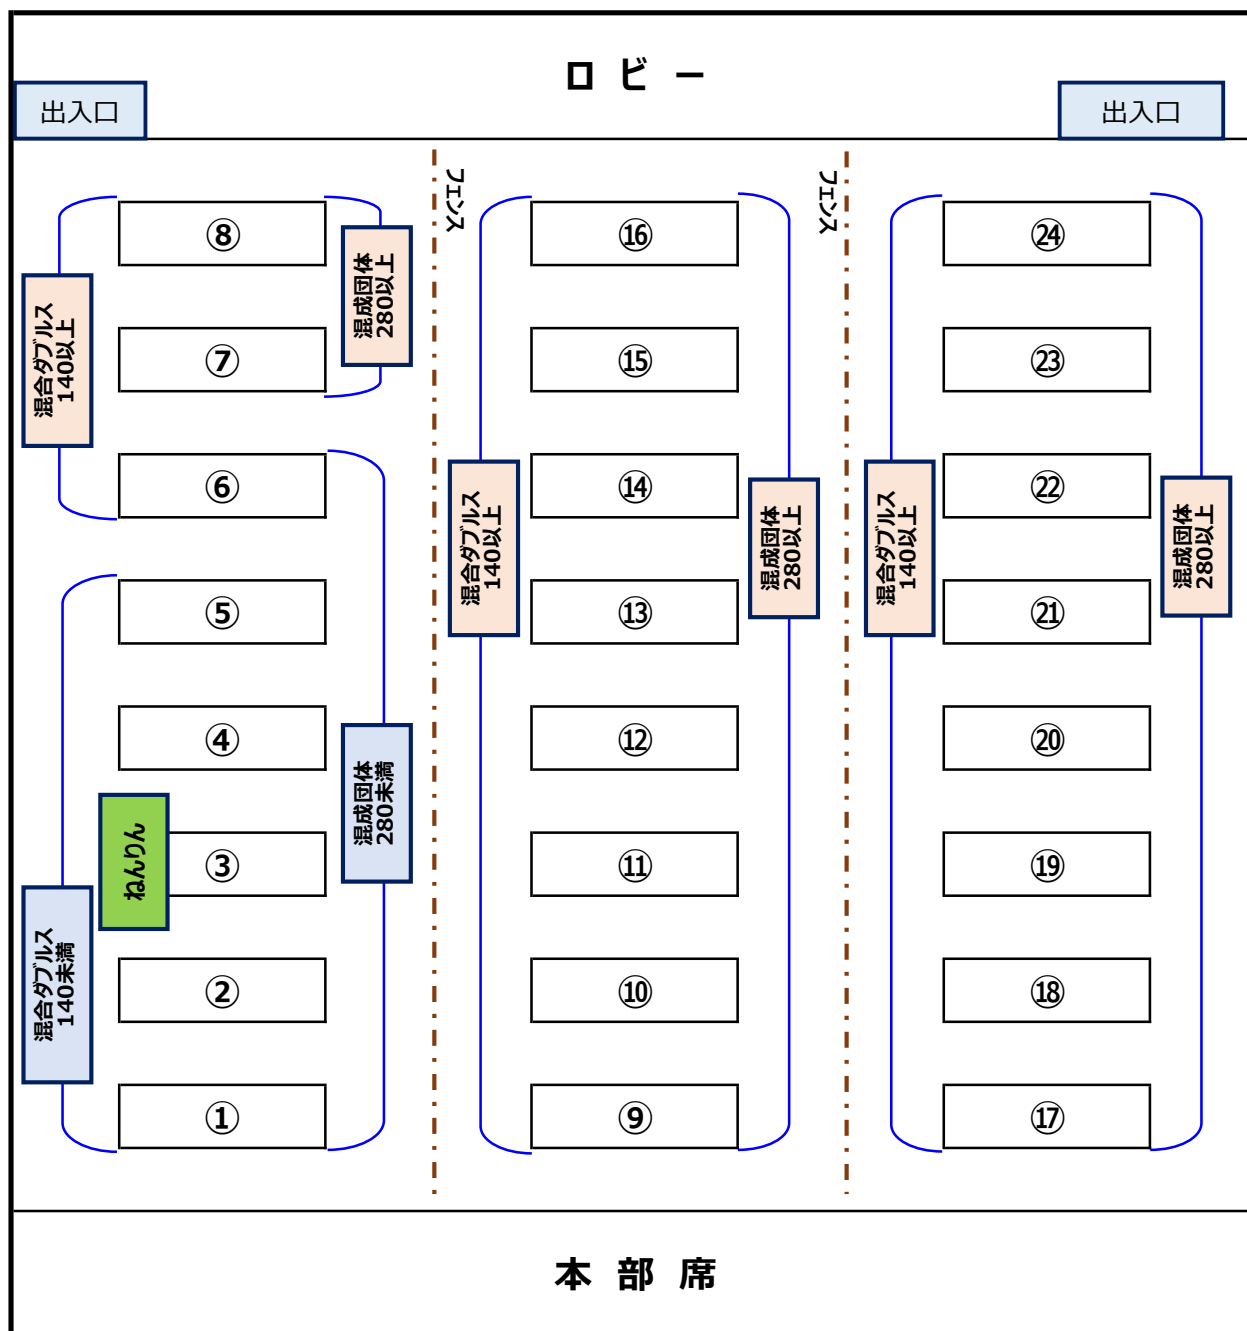 ロビー
出入口
出入口
フェンス
フェンス
⑧
⑯
㉔
混合ダブルス
140以上
混成団体
280以上
⑦
⑮
㉓
⑥
⑭
㉒
混合ダブルス
140以上
混成団体
280以上
混合ダブルス
140以上
混成団体
280以上
⑤
⑬
㉑
④
⑫
⑳
混成団体
280未満
ねんりん
③
⑪
⑲
混合ダブルス
140未満
②
⑩
⑱
①
⑨
⑰
本部席